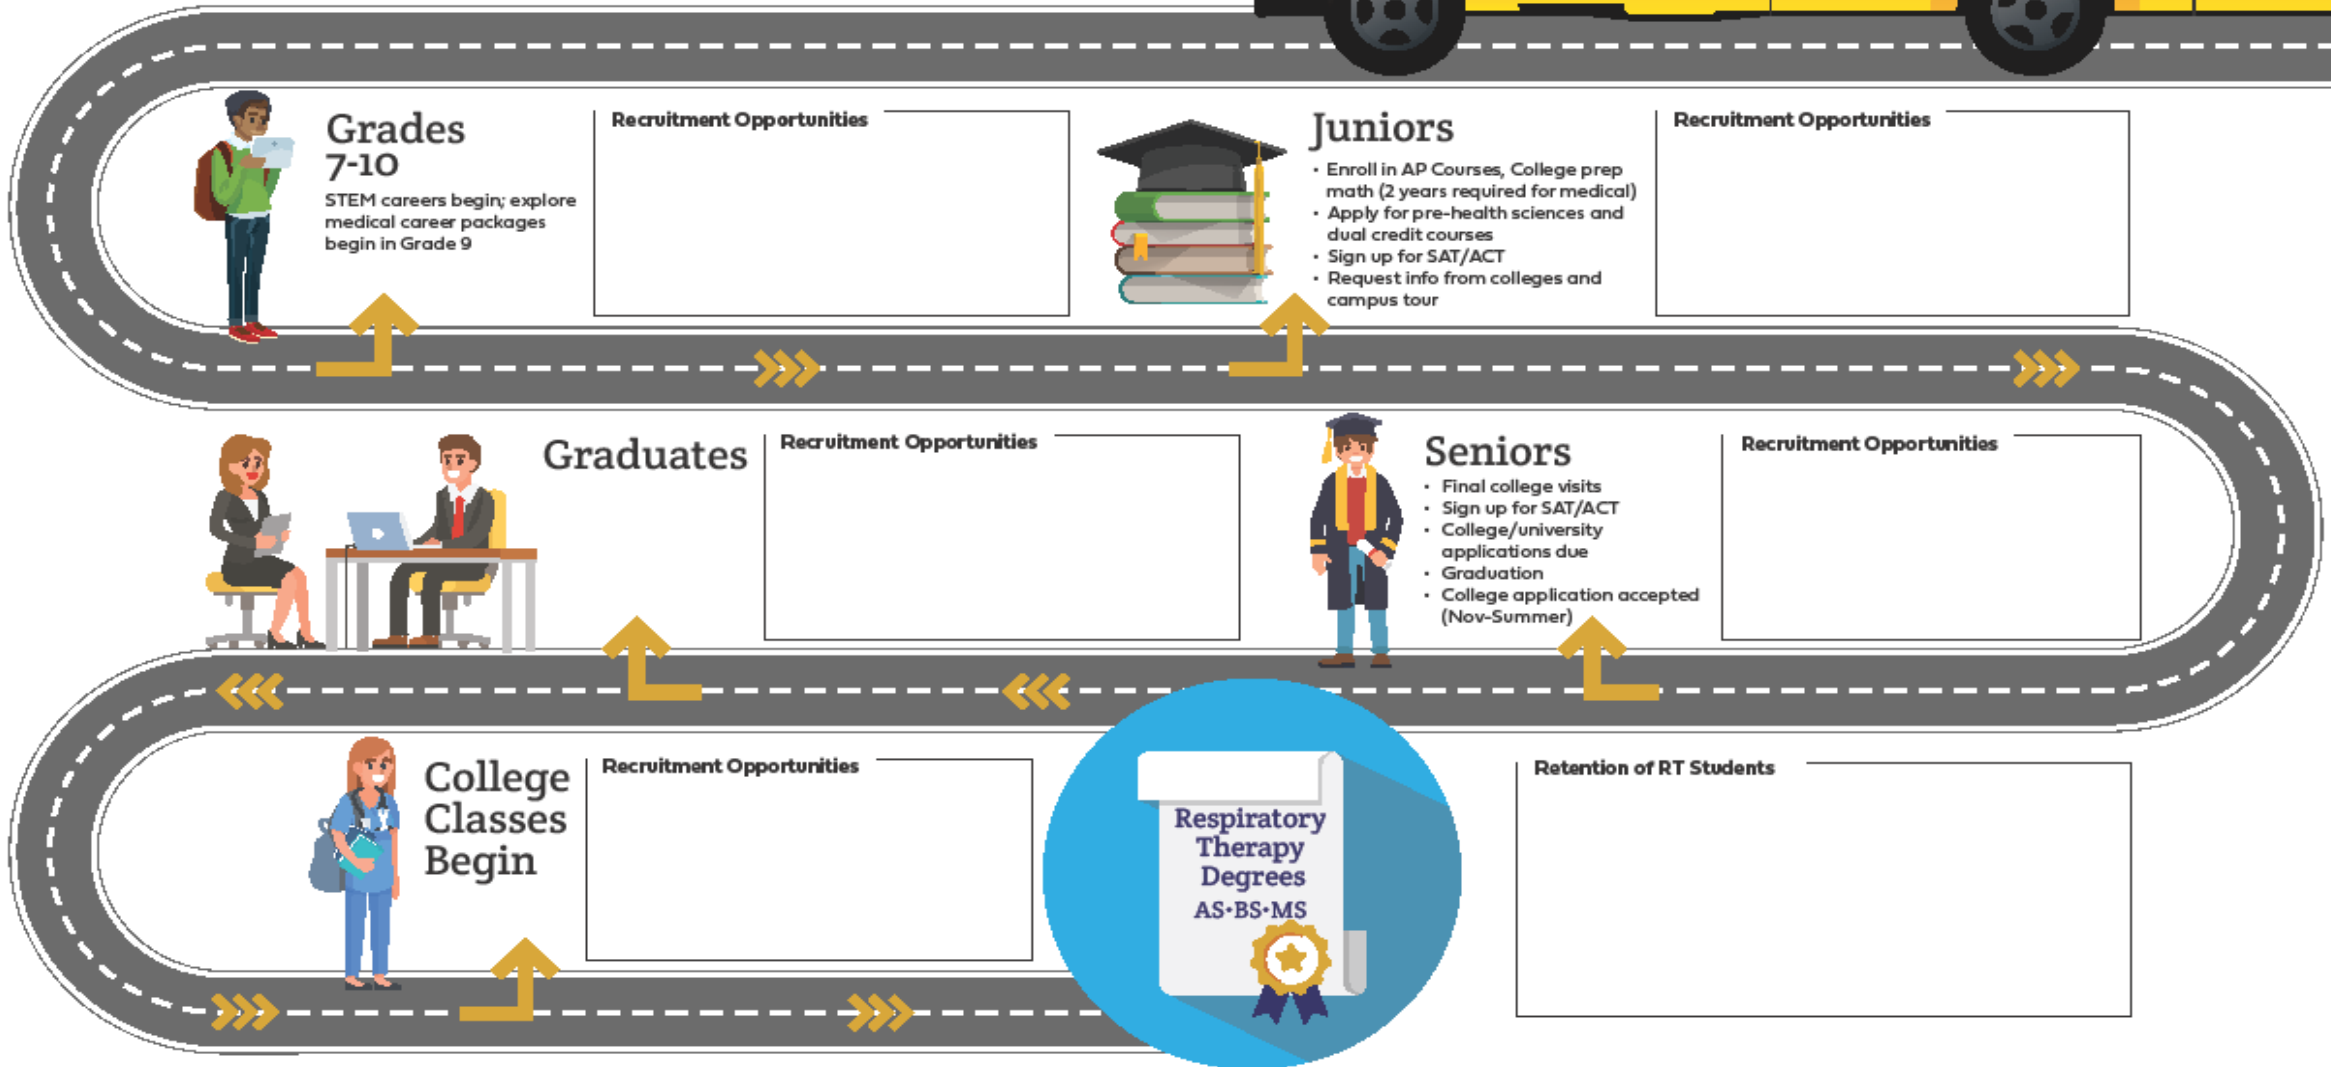 Grades
7-10
STEM careers begin; explore
medical career packages
begin in Grade 9
Recruitment Opportunities
Juniors
• Enroll in AP Courses, College prep
math (2 years required for medical)
• Apply for pre-health sciences and
dual credit courses
• Sign up for SAT/ACT
• Request info from colleges and
campus tour
Recruitment Opportunities
Graduates
Recruitment Opportunities
Seniors
• Final college visits
• Sign up for SAT/ACT
• College/university
applications due
• Graduation
• College application accepted
(Nov-Summer)
Recruitment Opportunities
College
Classes
Begin
Recruitment Opportunities
Respiratory
Therapy
Degrees
AS•BS•MS
Retention of RT Students